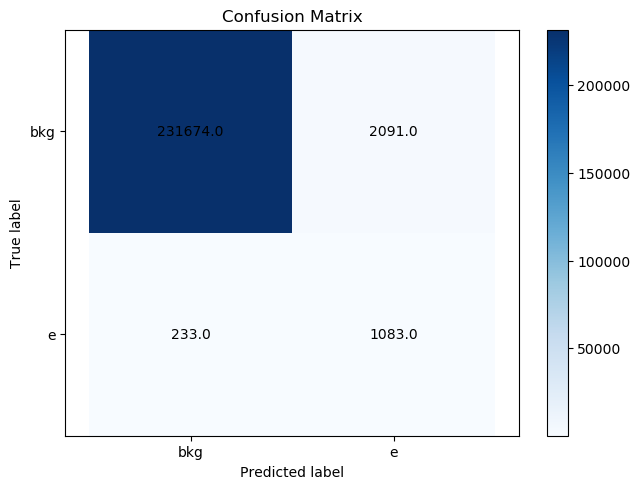 Confusion Matrix
True label
bkg
e
231674.0
2091.0
233.0
1083.0
bkg
e
Predicted label
200000
150000
100000
50000